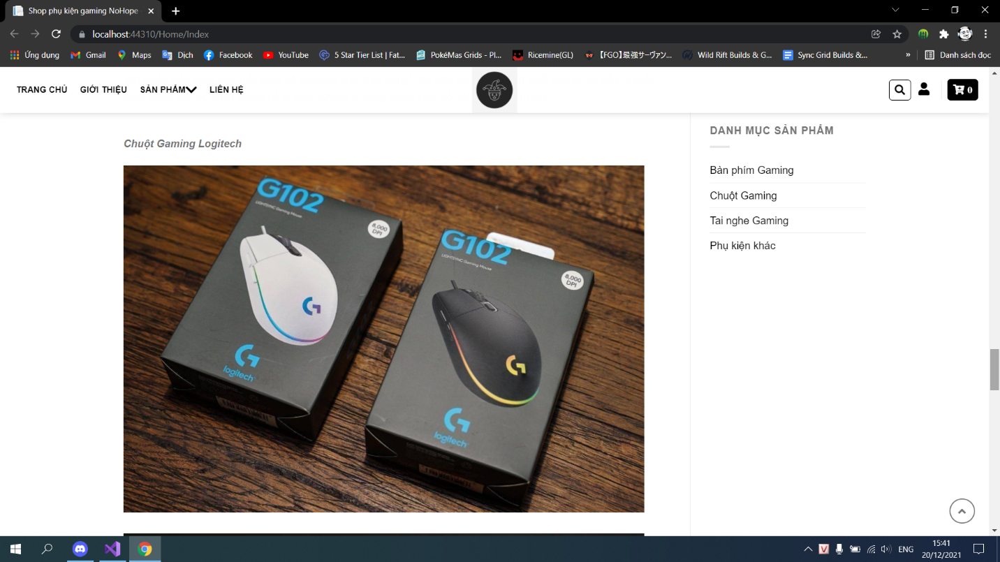 Shop phụ kiện gaming NoHope
localhost:44310/Home/Index
Ứng dụng
Gmail
Maps
Dịch
Facebook
YouTube
5 Star Tier List | Fat...
PokéMas Grids - Pl...
Ricemine(GL)
【FGO】最強サーヴァン...
Wild Rift Builds & G...
Sync Grid Builds &...
»
Danh sách đọc
TRANG CHỦ
GIỚI THIỆU
SẢN PHẨM
LIÊN HỆ
0
Chuột Gaming Logitech
G102
LIGHTSYNC Gaming Mouse
8,000
DPI
logitech
G102
LIGHTSYNC Gaming Mouse
8,000
DPI
logitech
DANH MỤC SẢN PHẨM
Bàn phím Gaming
Chuột Gaming
Tai nghe Gaming
Phụ kiện khác
ENG
15:41
20/12/2021